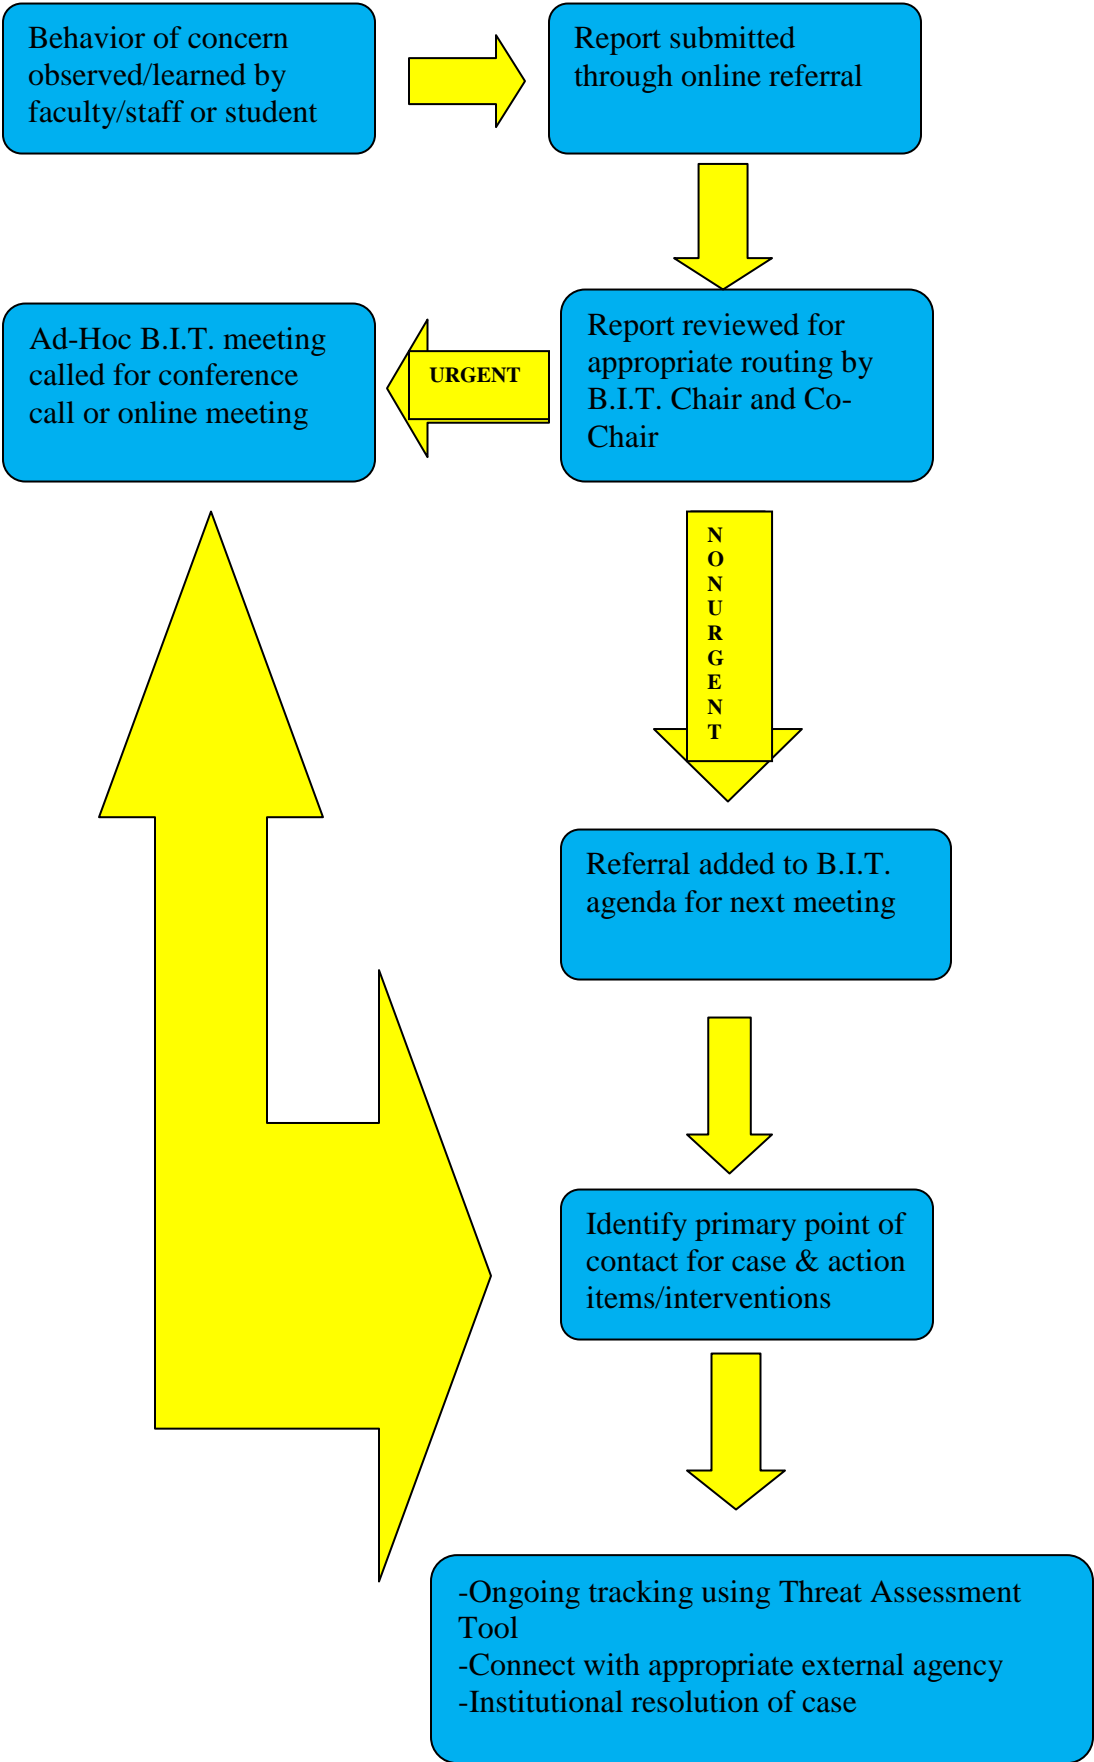 Behavior of concern
observed/learned by
faculty/staff or student
Report submitted
through online referral
Ad-Hoc B.I.T. meeting
called for conference
call or online meeting
URGENT
Report reviewed for
appropriate routing by
B.I.T. Chair and Co-
Chair
N
O
N
U
R
G
E
N
T
Referral added to B.I.T.
agenda for next meeting
Identify primary point of
contact for case & action
items/interventions
-Ongoing tracking using Threat Assessment
Tool
-Connect with appropriate external agency
-Institutional resolution of case